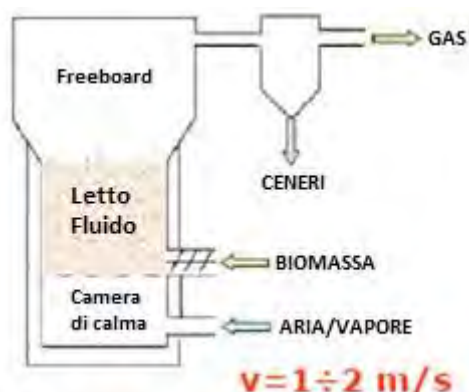 GAS
Freeboard
CENERI
Letto
Fluido
BIOMASSA
Camera
di calma
ARIA/VAPORE
v=1÷2 m/s